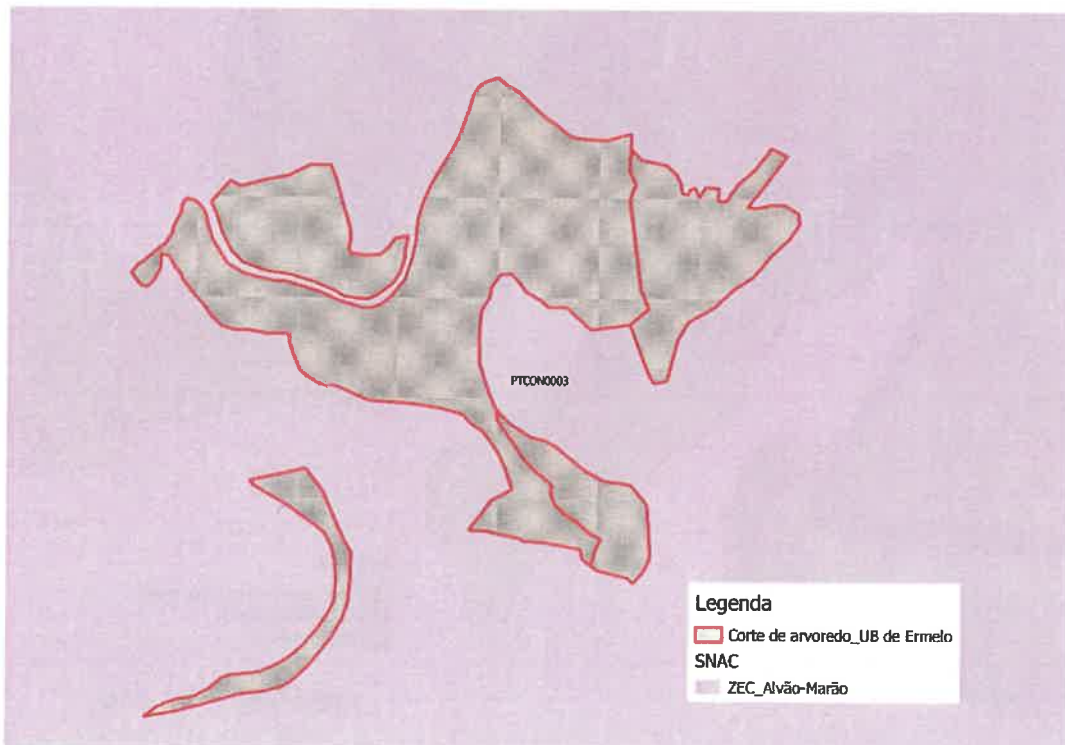 PTCON0003
Legenda
Corte de arvoredo_UB de Ermelo
SNAC
ZEC_Alvão-Marão